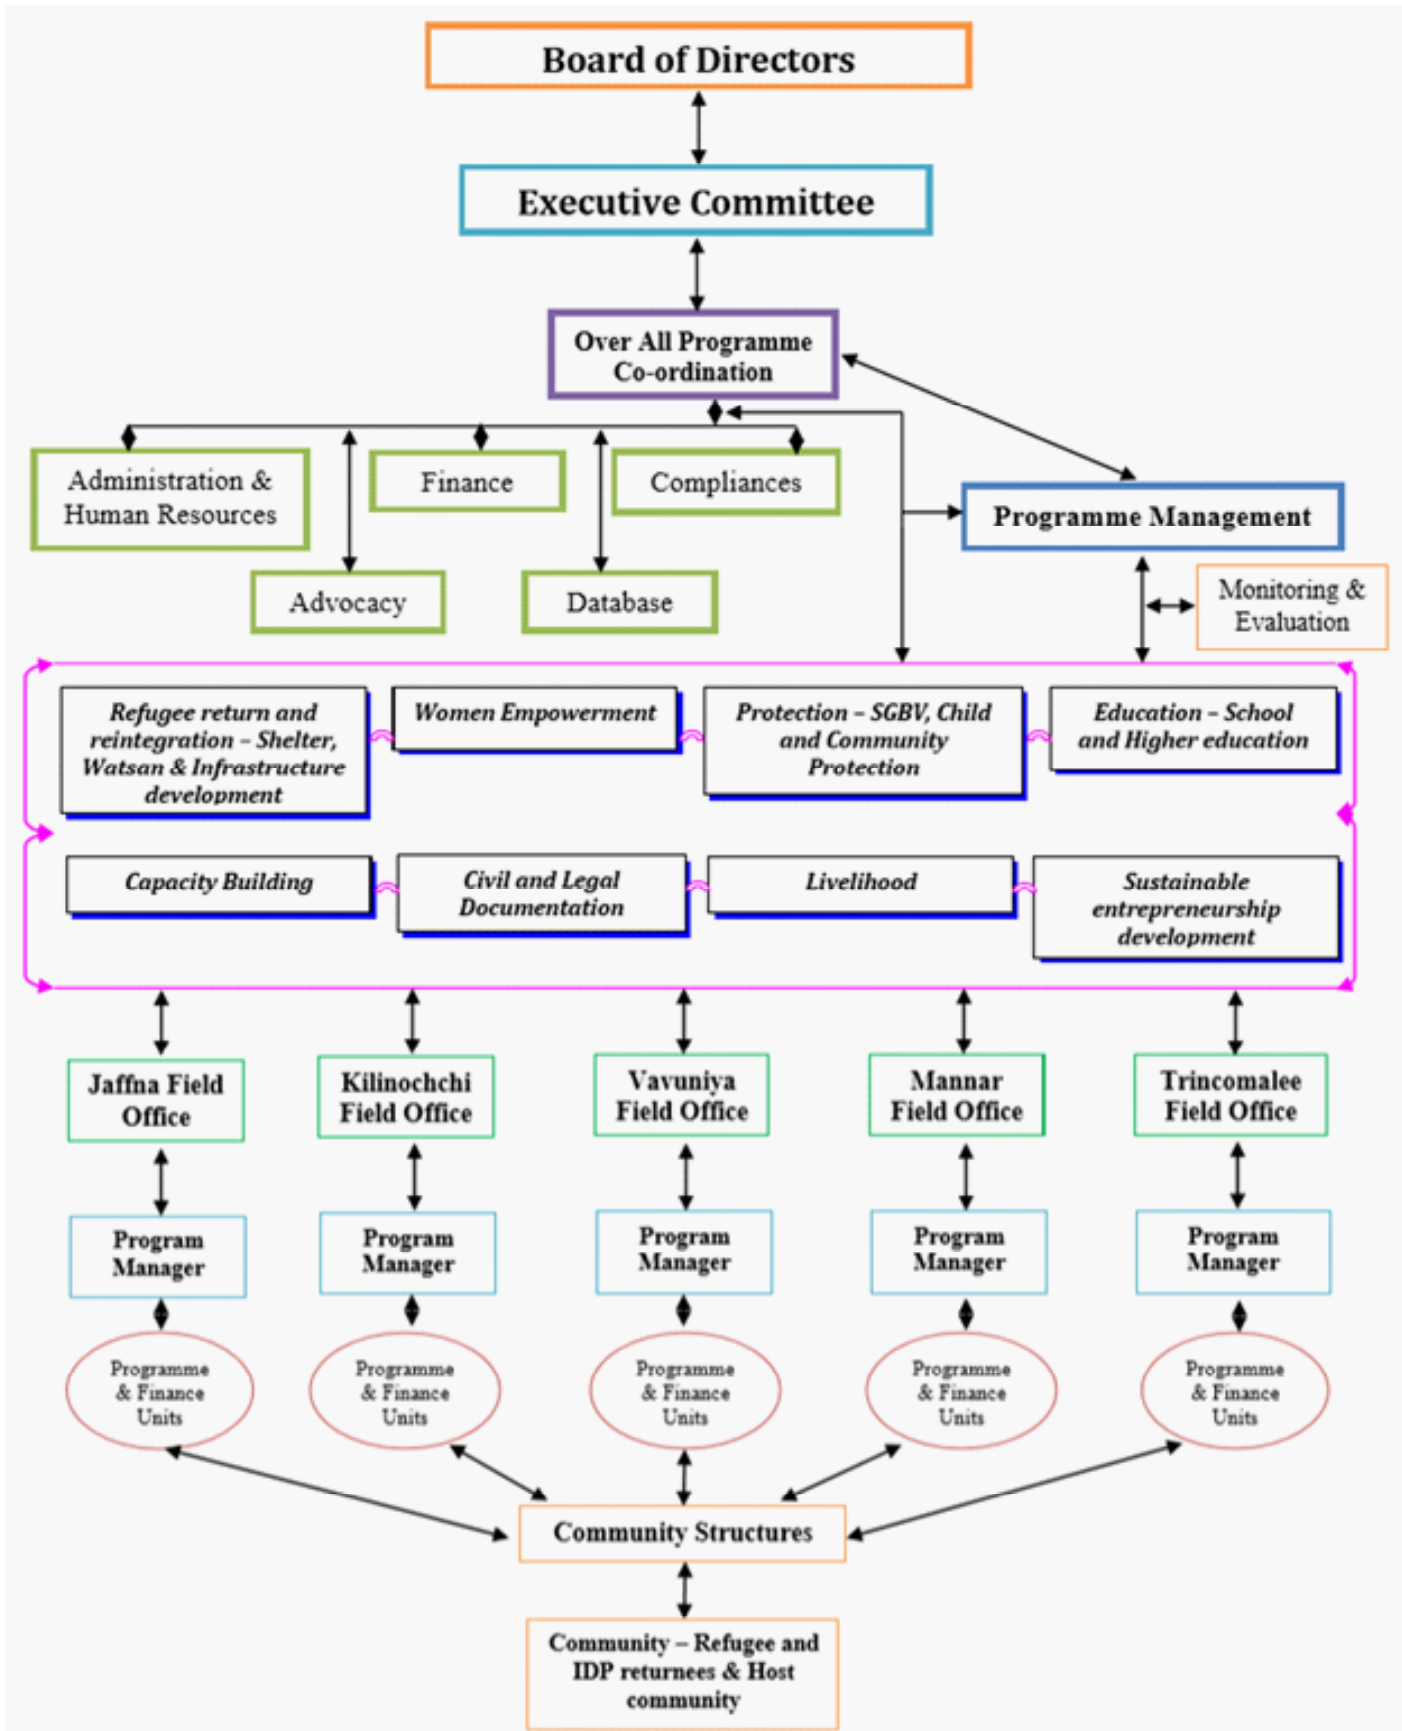 Board of Directors
Executive Committee
Over All Programme
Co-ordination
Administration &
Human Resources
Finance
Compliances
Programme Management
Advocacy
Database
Monitoring &
Evaluation
Refugee return and
reintegration – Shelter,
Watsan & Infrastructure
development
Women Empowerment
Protection – SGBV, Child
and Community
Protection
Education – School
and Higher education
Capacity Building
Civil and Legal
Documentation
Livelihood
Sustainable
entrepreneurship
development
Jaffna Field
Office
Kilinochchi
Field Office
Vavuniya
Field Office
Mannar
Field Office
Trincomalee
Field Office
Program
Manager
Program
Manager
Program
Manager
Program
Manager
Program
Manager
Programme
& Finance
Units
Programme
& Finance
Units
Programme
& Finance
Units
Programme
& Finance
Units
Programme
& Finance
Units
Community Structures
Community – Refugee and
IDP returnees & Host
community